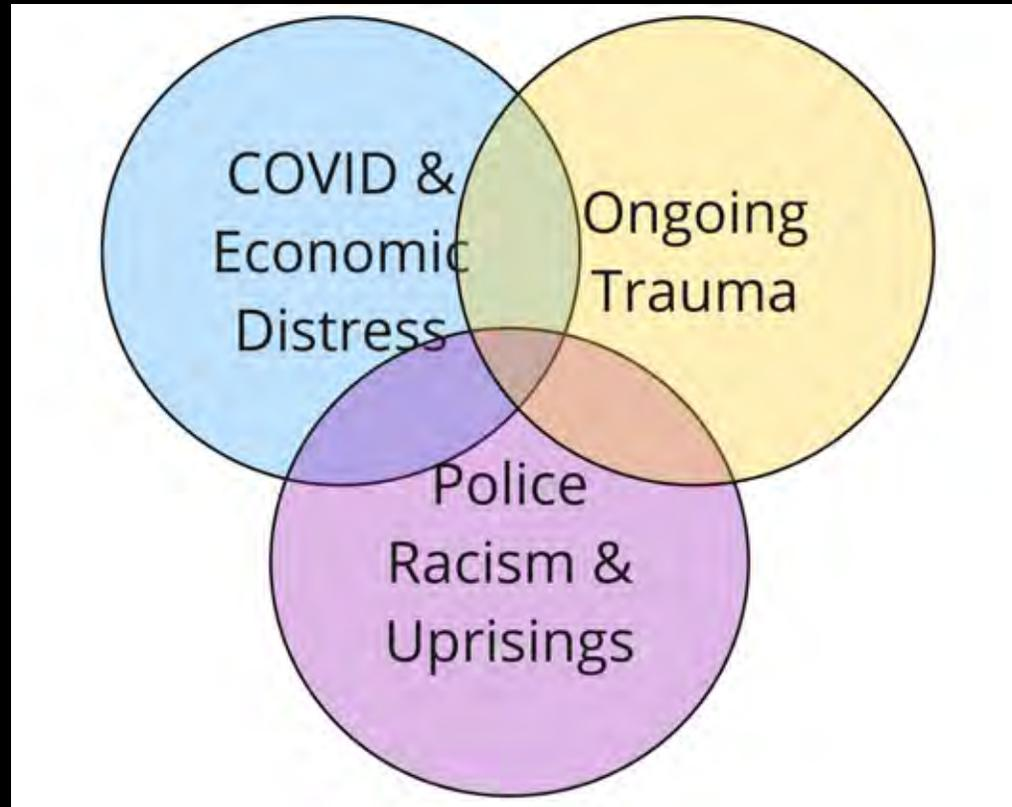 COVID &
Economic
Distress
Ongoing
Trauma
Police
Racism &
Uprisings